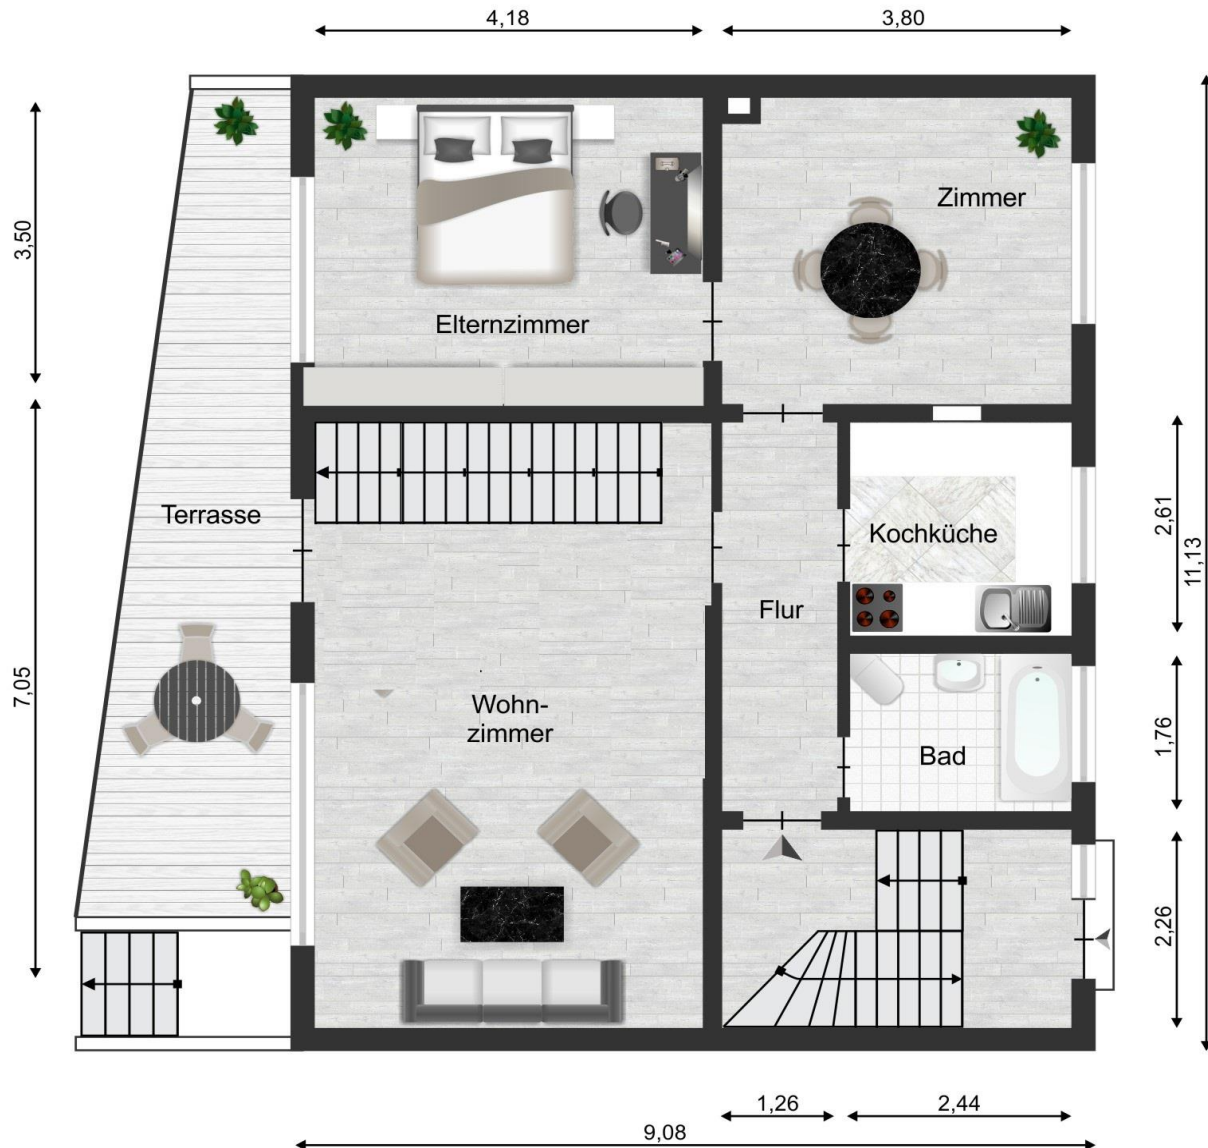 4,18
3,80
3,50
Zimmer
Elternzimmer
Terrasse
Kochküche
2,61
11,13
Flur
7,05
Wohn-
zimmer
Bad
1,76
2,26
1,26
2,44
9,08